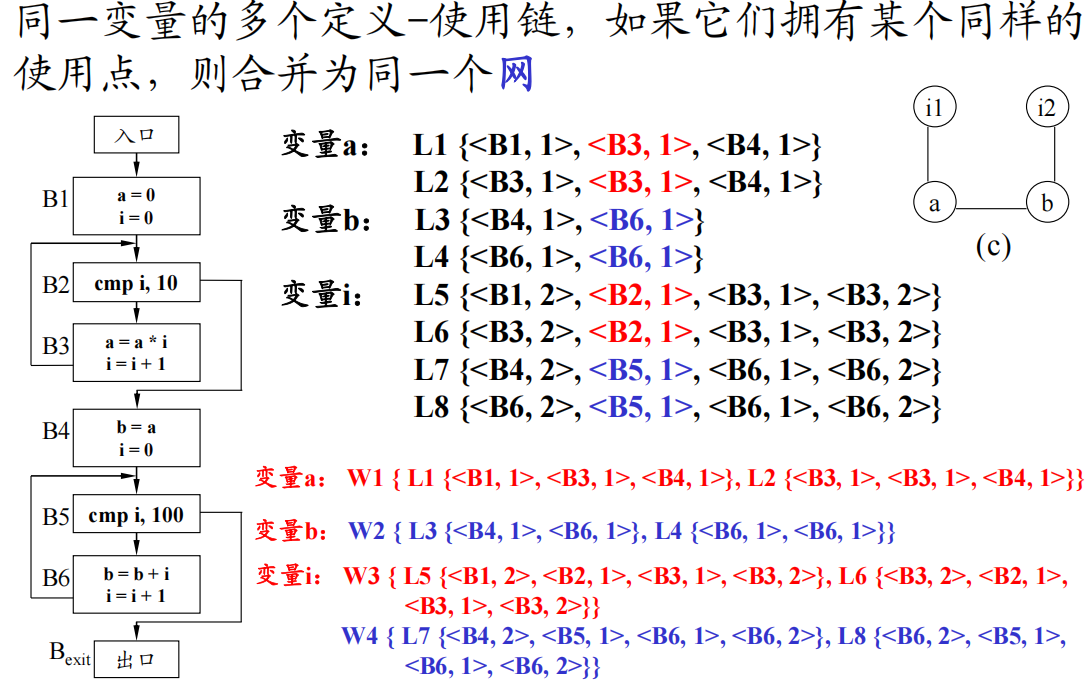 同一变量的多个定义-使用链，如果它们拥有某个同样的
使用点，则合并为同一个网
入口
B1
a = 0
i = 0
B2
cmp i, 10
B3
a = a * i
i = i + 1
B4
b = a
i = 0
B5
cmp i, 100
B6
b = b + i
i = i + 1
Bexit
出口
变量a： L1 {<B1, 1>, <B3, 1>, <B4, 1>}
L2 {<B3, 1>, <B3, 1>, <B4, 1>}
变量b： L3 {<B4, 1>, <B6, 1>}
L4 {<B6, 1>, <B6, 1>}
变量i： L5 {<B1, 2>, <B2, 1>, <B3, 1>, <B3, 2>}
L6 {<B3, 2>, <B2, 1>, <B3, 1>, <B3, 2>}
L7 {<B4, 2>, <B5, 1>, <B6, 1>, <B6, 2>}
L8 {<B6, 2>, <B5, 1>, <B6, 1>, <B6, 2>}
i1 i2
a b
(c)
变量a： W1 { L1 {<B1, 1>, <B3, 1>, <B4, 1>}, L2 {<B3, 1>, <B3, 1>, <B4, 1>}}
变量b： W2 { L3 {<B4, 1>, <B6, 1>}, L4 {<B6, 1>, <B6, 1>}}
变量i： W3 { L5 {<B1, 2>, <B2, 1>, <B3, 1>, <B3, 2>}, L6 {<B3, 2>, <B2, 1>,
<B3, 1>, <B3, 2>}}
W4 { L7 {<B4, 2>, <B5, 1>, <B6, 1>, <B6, 2>}, L8 {<B6, 2>, <B5, 1>,
<B6, 1>, <B6, 2>}}